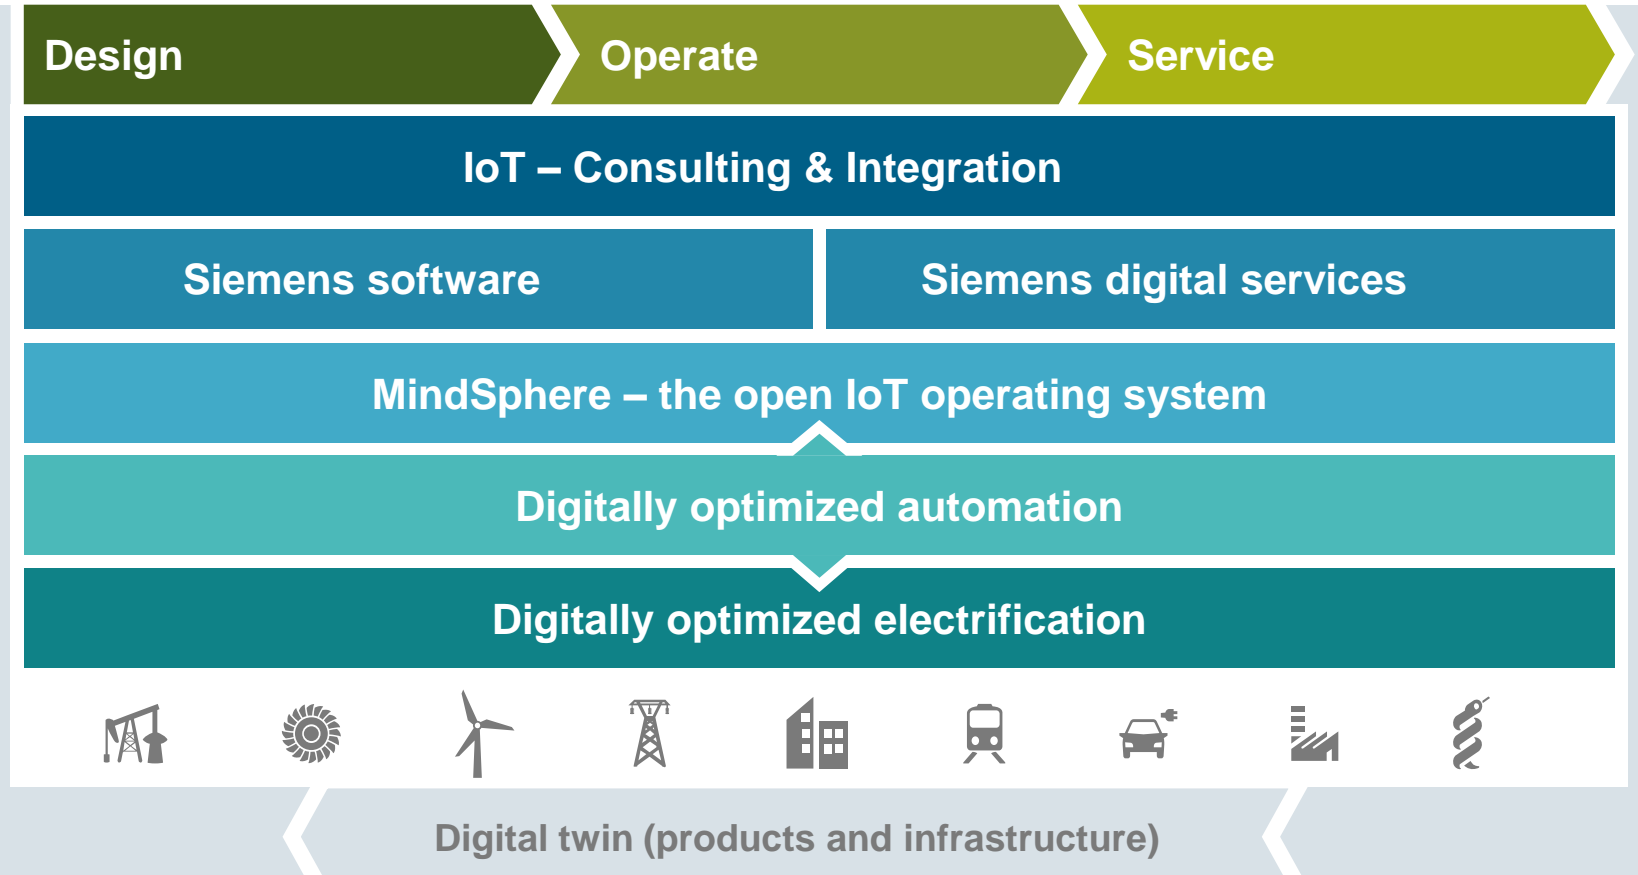 Design
Operate
Service
IoT – Consulting & Integration
Siemens software
Siemens digital services
MindSphere – the open IoT operating system
Digitally optimized automation
Digitally optimized electrification
Digital twin (products and infrastructure)